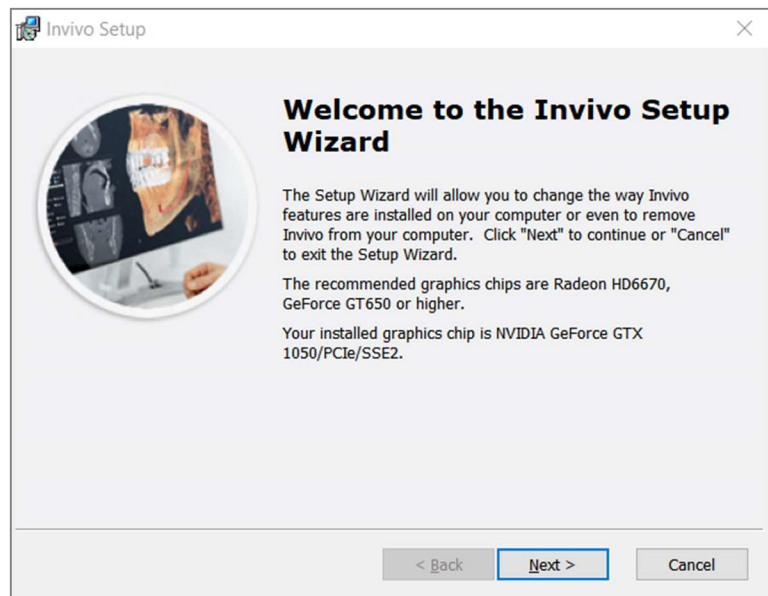 Invivo Setup
Welcome to the Invivo Setup
Wizard
The Setup Wizard will allow you to change the way Invivo
features are installed on your computer or even to remove
Invivo from your computer.  Click "Next" to continue or "Cancel"
to exit the Setup Wizard.
The recommended graphics chips are Radeon HD6670,
GeForce GT650 or higher.
Your installed graphics chip is NVIDIA GeForce GTX
1050/PCIe/SSE2.
< Back
Next >
Cancel